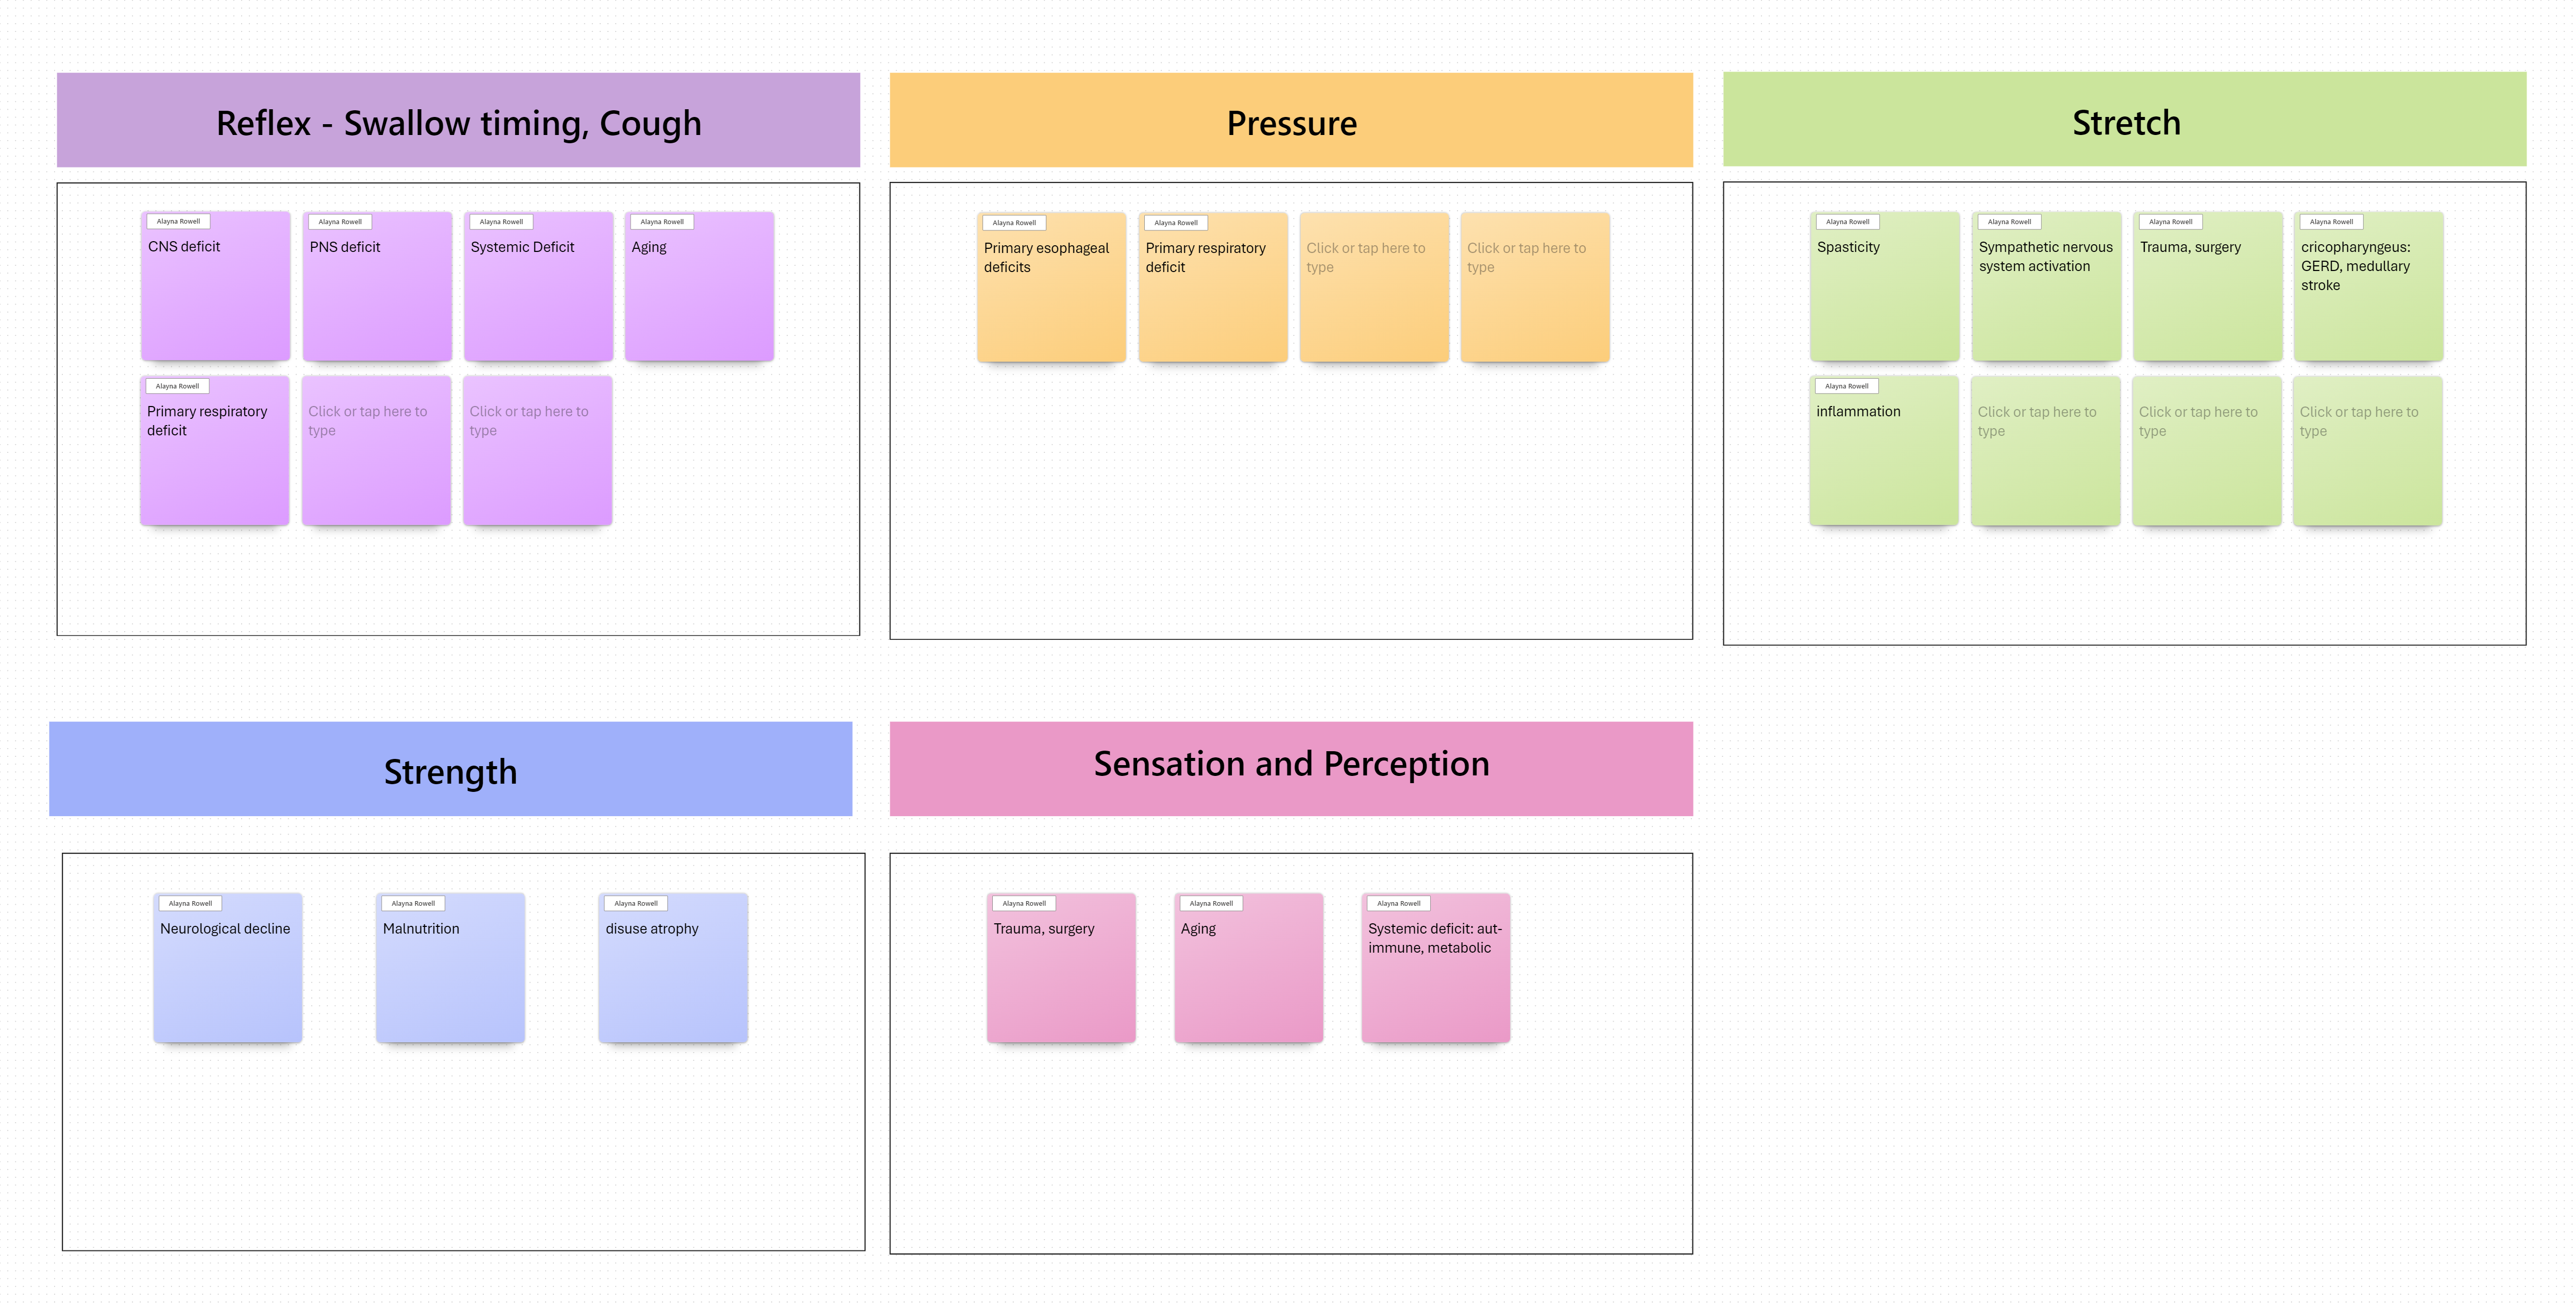 Reflex - Swallow timing, Cough
Alayna Rowell
CNS deficit
Alayna Rowell
PNS deficit
Alayna Rowell
Systemic Deficit
Alayna Rowell
Aging
Alayna Rowell
Primary respiratory
deficit
Click or tap here to
type
Click or tap here to
type
Pressure
Alayna Rowell
Primary esophageal
deficits
Alayna Rowell
Primary respiratory
deficit
Click or tap here to
type
Click or tap here to
type
Stretch
Alayna Rowell
Spasticity
Alayna Rowell
Sympathetic nervous
system activation
Alayna Rowell
Trauma, surgery
Alayna Rowell
cricopharyngeus:
GERD, medullary
stroke
Alayna Rowell
inflammation
Click or tap here to
type
Click or tap here to
type
Click or tap here to
type
Strength
Alayna Rowell
Neurological decline
Alayna Rowell
Malnutrition
Alayna Rowell
disuse atrophy
Sensation and Perception
Alayna Rowell
Trauma, surgery
Alayna Rowell
Aging
Alayna Rowell
Systemic deficit: aut-
immune, metabolic